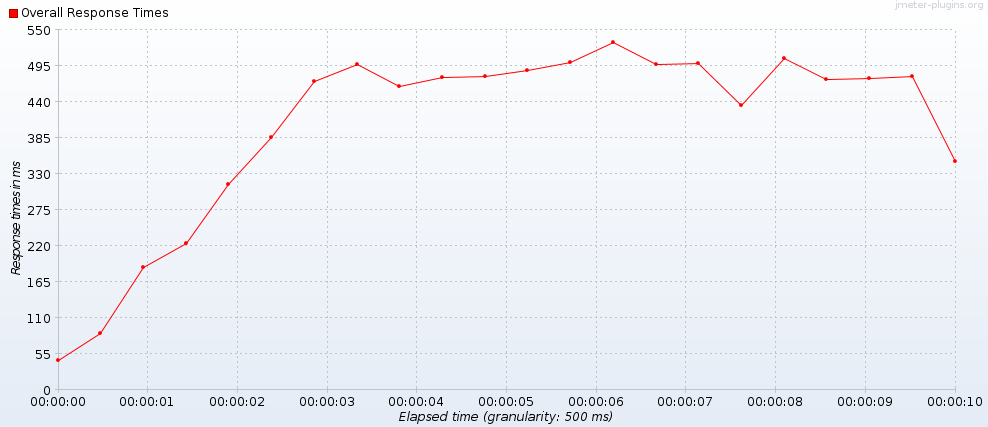 jmeter-plugins.org
Overall Response Times
550
495
440
385
330
275
220
165
110
55
0
Response times in ms
00:00:00 00:00:01 00:00:02 00:00:03 00:00:04 00:00:05 00:00:06 00:00:07 00:00:08 00:00:09 00:00:10
Elapsed time (granularity: 500 ms)